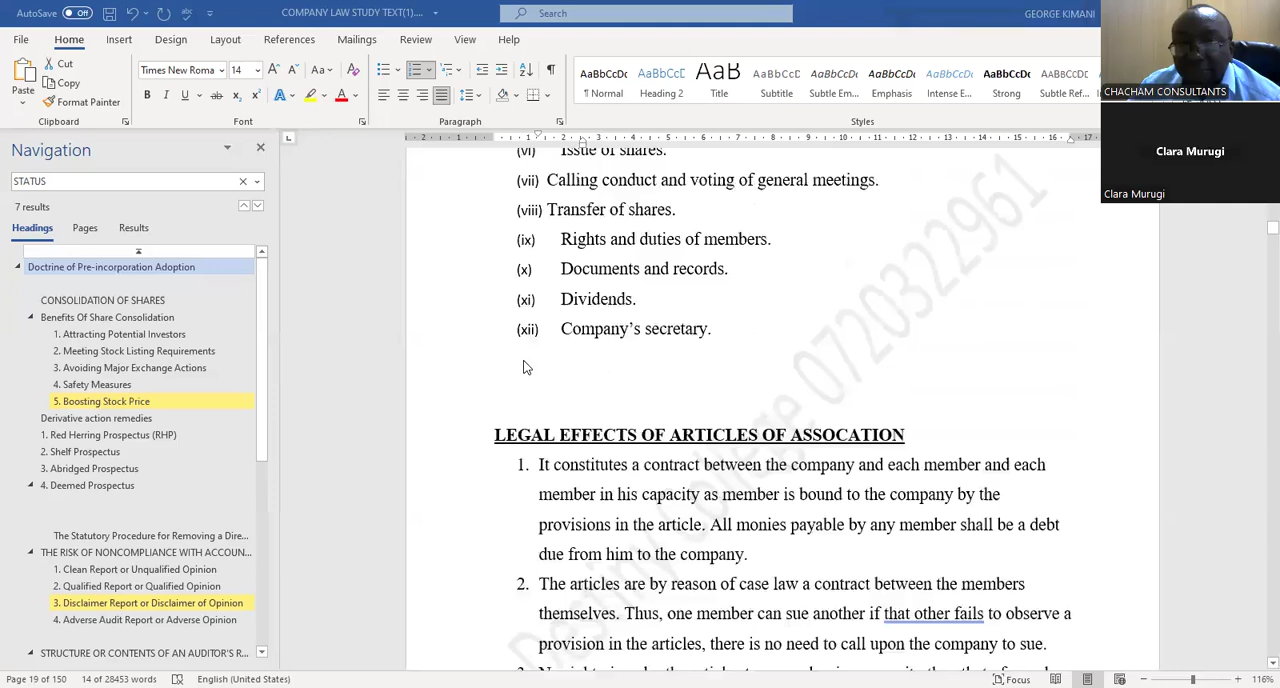 AutoSave Off COMPANY LAW STUDY TEXT(1).... Search GEORGE KIMANI
File Home Insert Design Layout References Mailings Review View Help
Paste Cut Copy Format Painter
Times New Roma 14
AaBbCcDc AaBbCcDc AaB AaBbCcDc AaBbCcDc AaBbCcDc AaBbCcDc AaBbCcDc AaBbCcDc
¶ Normal Heading 2 Title Subtitle Subtle Em... Emphasis Intense E... Strong Subtle Ref...
Clipboard Font Paragraph Styles
CHACHAM CONSULTANTS
Clara Murugi
Clara Murugi
Navigation
STATUS
7 results
Headings Pages Results
Doctrine of Pre-incorporation Adoption
CONSOLIDATION OF SHARES
Benefits Of Share Consolidation
1. Attracting Potential Investors
2. Meeting Stock Listing Requirements
3. Avoiding Major Exchange Actions
4. Safety Measures
5. Boosting Stock Price
Derivative action remedies
1. Red Herring Prospectus (RHP)
2. Shelf Prospectus
3. Abridged Prospectus
4. Deemed Prospectus
The Statutory Procedure for Removing a Dire...
THE RISK OF NONCOMPLIANCE WITH ACCOUN...
1. Clean Report or Unqualified Opinion
2. Qualified Report or Qualified Opinion
3. Disclaimer Report or Disclaimer of Opinion
4. Adverse Audit Report or Adverse Opinion
STRUCTURE OR CONTENTS OF AN AUDITOR'S R...
(vi) Issue of shares.
(vii) Calling conduct and voting of general meetings.
(viii) Transfer of shares.
(ix) Rights and duties of members.
(x) Documents and records.
(xi) Dividends.
(xii) Company's secretary.
LEGAL EFFECTS OF ARTICLES OF ASSOCATION
1. It constitutes a contract between the company and each member and each
member in his capacity as member is bound to the company by the
provisions in the article. All monies payable by any member shall be a debt
due from him to the company.
2. The articles are by reason of case law a contract between the members
themselves. Thus, one member can sue another if that other fails to observe a
provision in the articles, there is no need to call upon the company to sue.
Destiny College 0720322961
Page 19 of 150 14 of 28453 words English (United States) Focus 116%